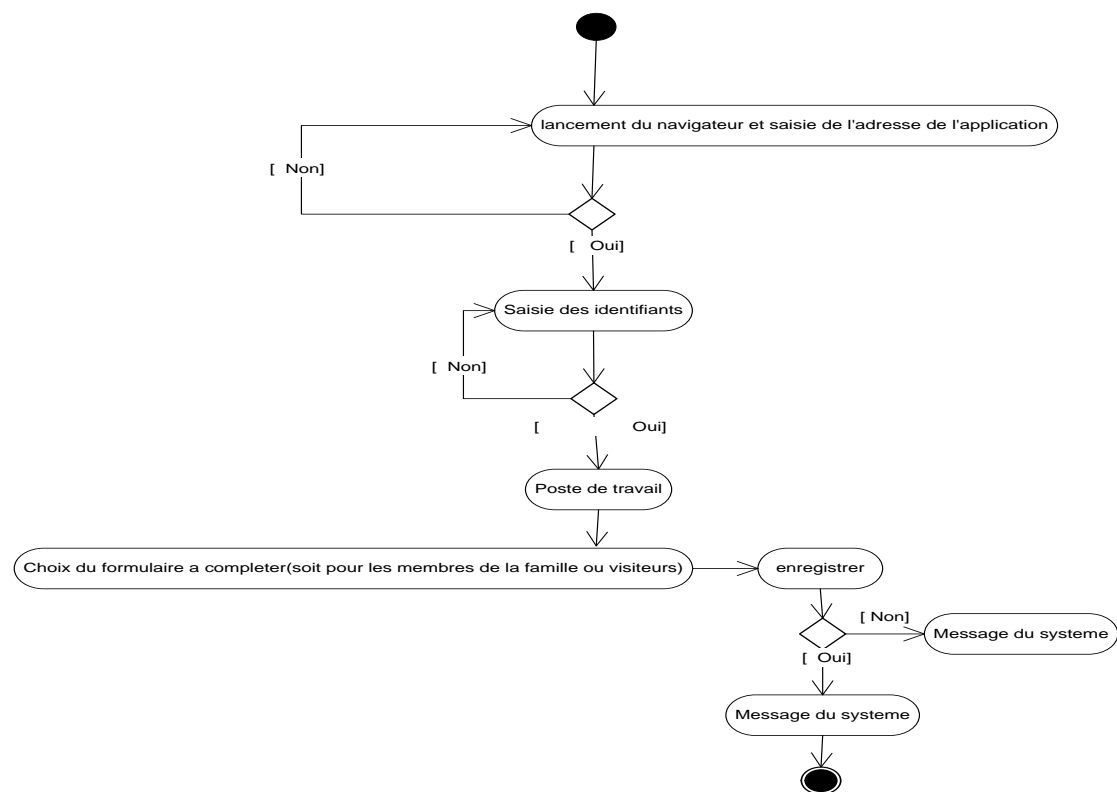 lancement du navigateur et saisie de l'adresse de l'application
[ Non]
[ Oui]
Saisie des identifiants
[ Non]
[ Oui]
Poste de travail
Choix du formulaire a completer(soit pour les membres de la famille ou visiteurs)
enregistrer
[ Non]
Message du systeme
[ Oui]
Message du systeme